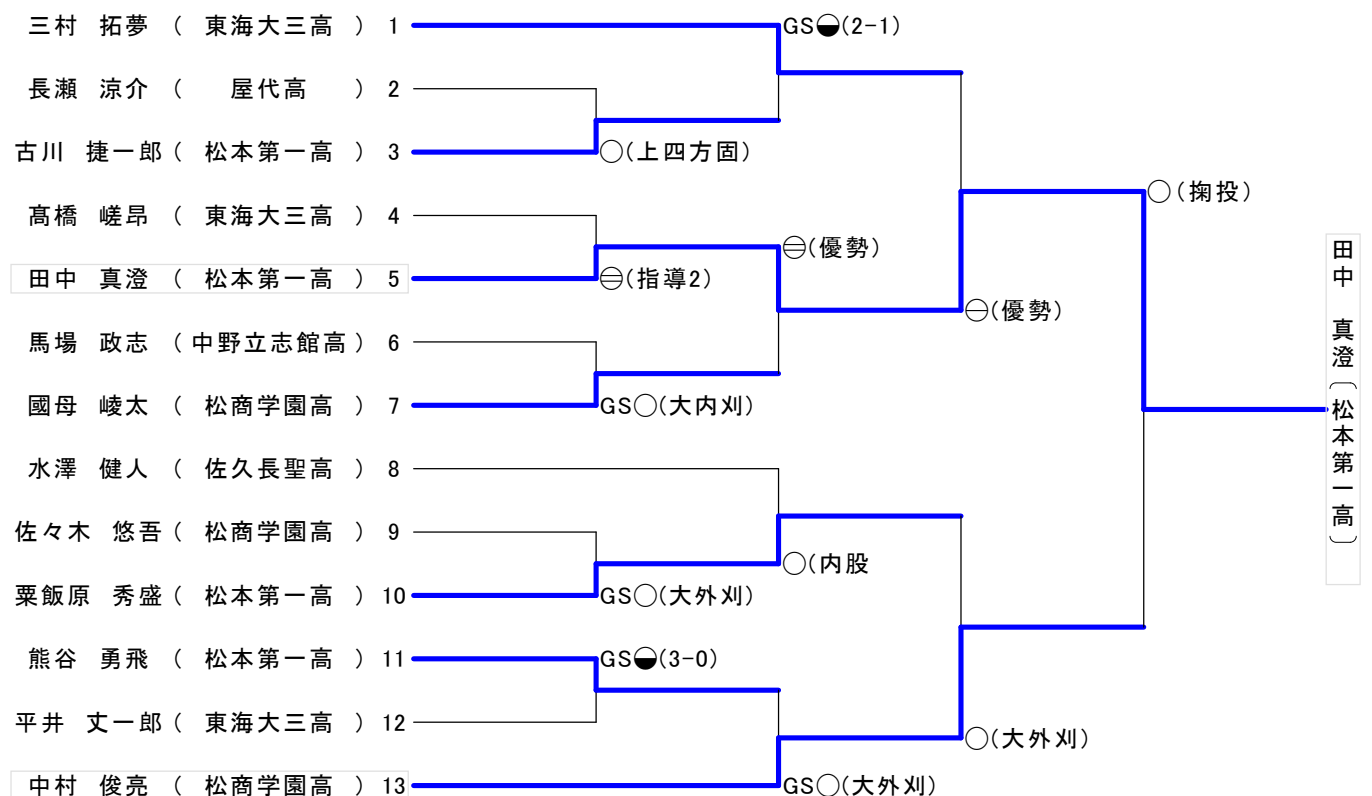 三村 拓夢 ( 東海大三高 ) 1
GS(2-1)
長瀬 涼介 ( 屋代高 ) 2
古川 捷一郎 ( 松本第一高 ) 3
○(上四方固)
髙橋 嵯昂 ( 東海大三高 ) 4
○(掬投)
(優勢)
田中 真澄 ( 松本第一高 ) 5
(指導2)
(優勢)
馬場 政志 ( 中野立志館高 ) 6
國母 崚太 ( 松商学園高 ) 7
GS○(大内刈)
田中 真澄 (松本第一高)
水澤 健人 ( 佐久長聖高 ) 8
佐々木 悠吾 ( 松商学園高 ) 9
○(内股
粟飯原 秀盛 ( 松本第一高 ) 10
GS○(大外刈)
熊谷 勇飛 ( 松本第一高 ) 11
GS(3-0)
平井 丈一郎 ( 東海大三高 ) 12
○(大外刈)
中村 俊亮 ( 松商学園高 ) 13
GS○(大外刈)